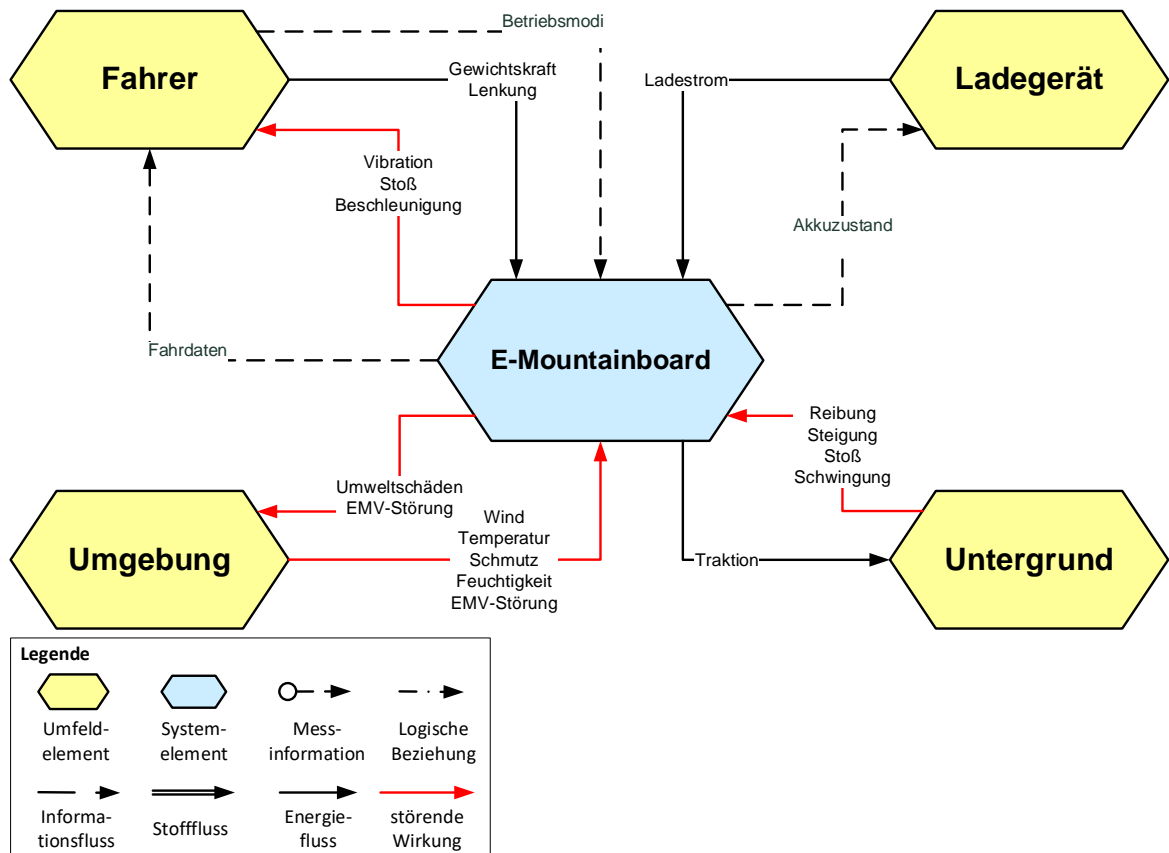 Betriebsmodi
Fahrer
Gewichtskraft
Lenkung
Ladestrom
Ladegerät
Vibration
Stoß
Beschleunigung
Akkuzustand
Fahrdaten
E-Mountainboard
Reibung
Steigung
Stoß
Schwingung
Umweltschäden
EMV-Störung
Umgebung
Wind
Temperatur
Schmutz
Feuchtigkeit
EMV-Störung
Traktion
Untergrund
Legende
Umfeld-
element
System-
element
Mess-
information
Logische
Beziehung
Informa-
tionsfluss
Stofffluss
Energie-
fluss
störende
Wirkung